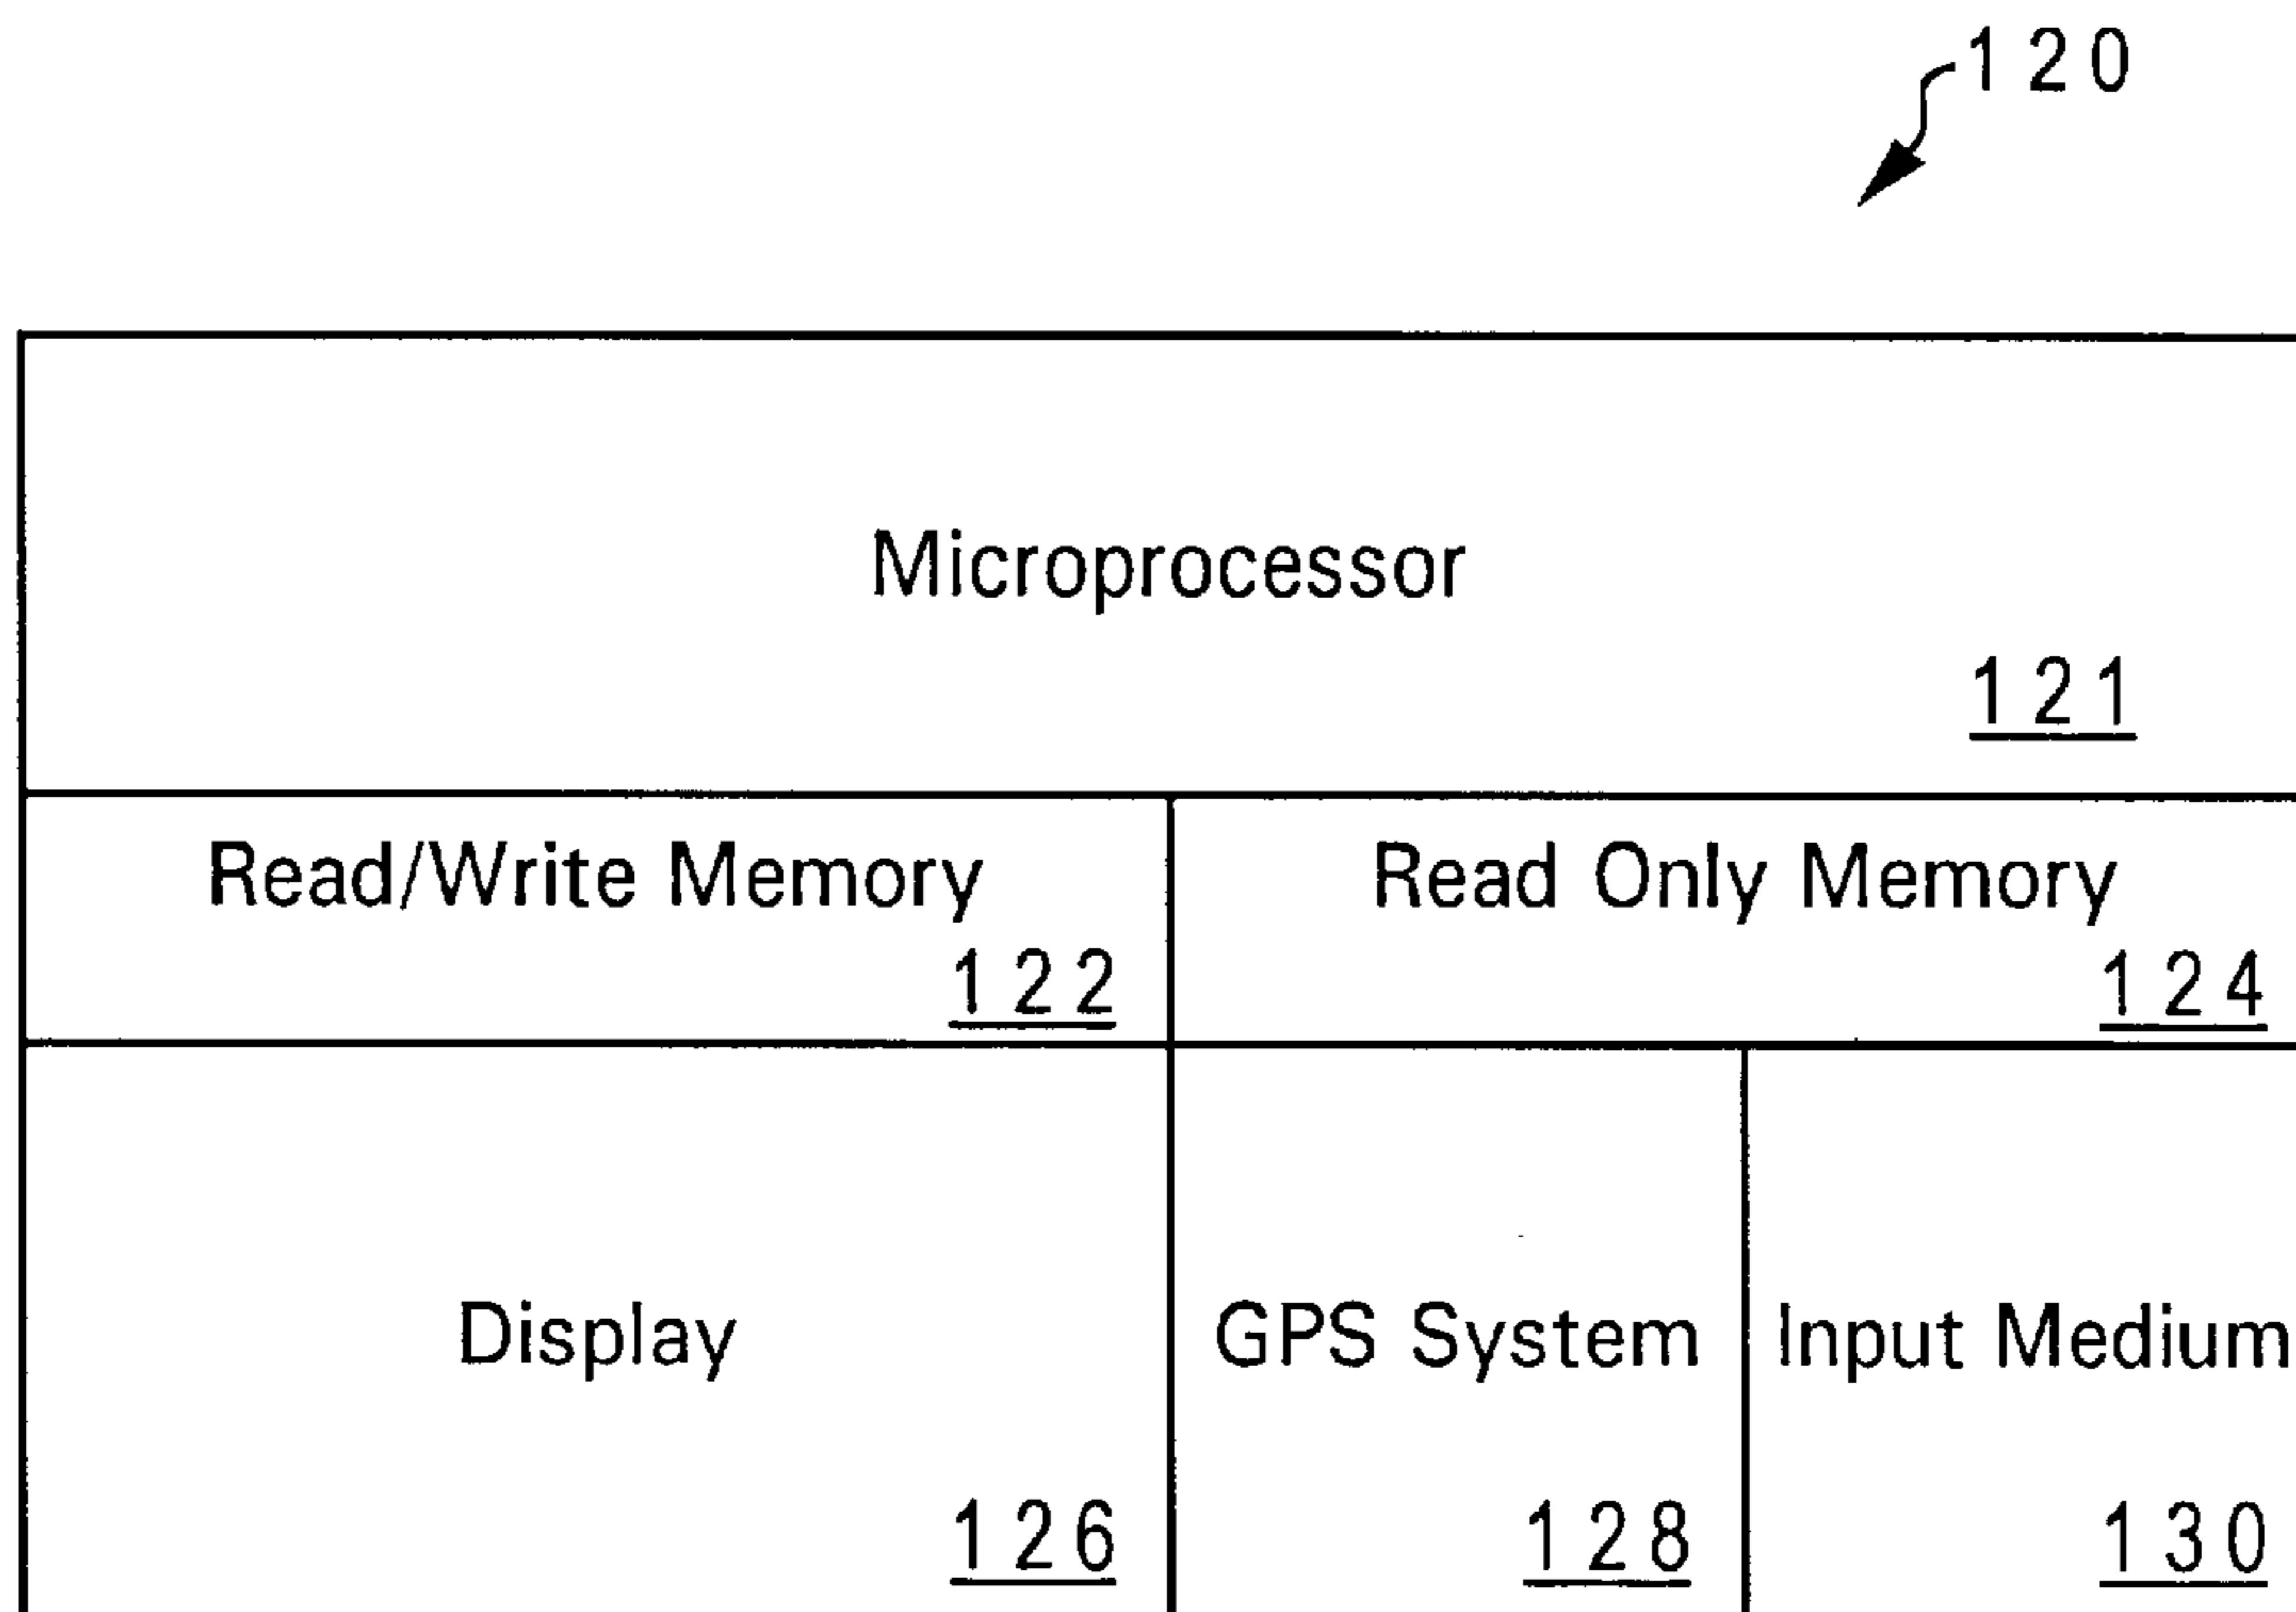 120
Microprocessor
121
Read/Write Memory
122
Read Only Memory
124
Display
126
GPS System
128
Input Medium
130